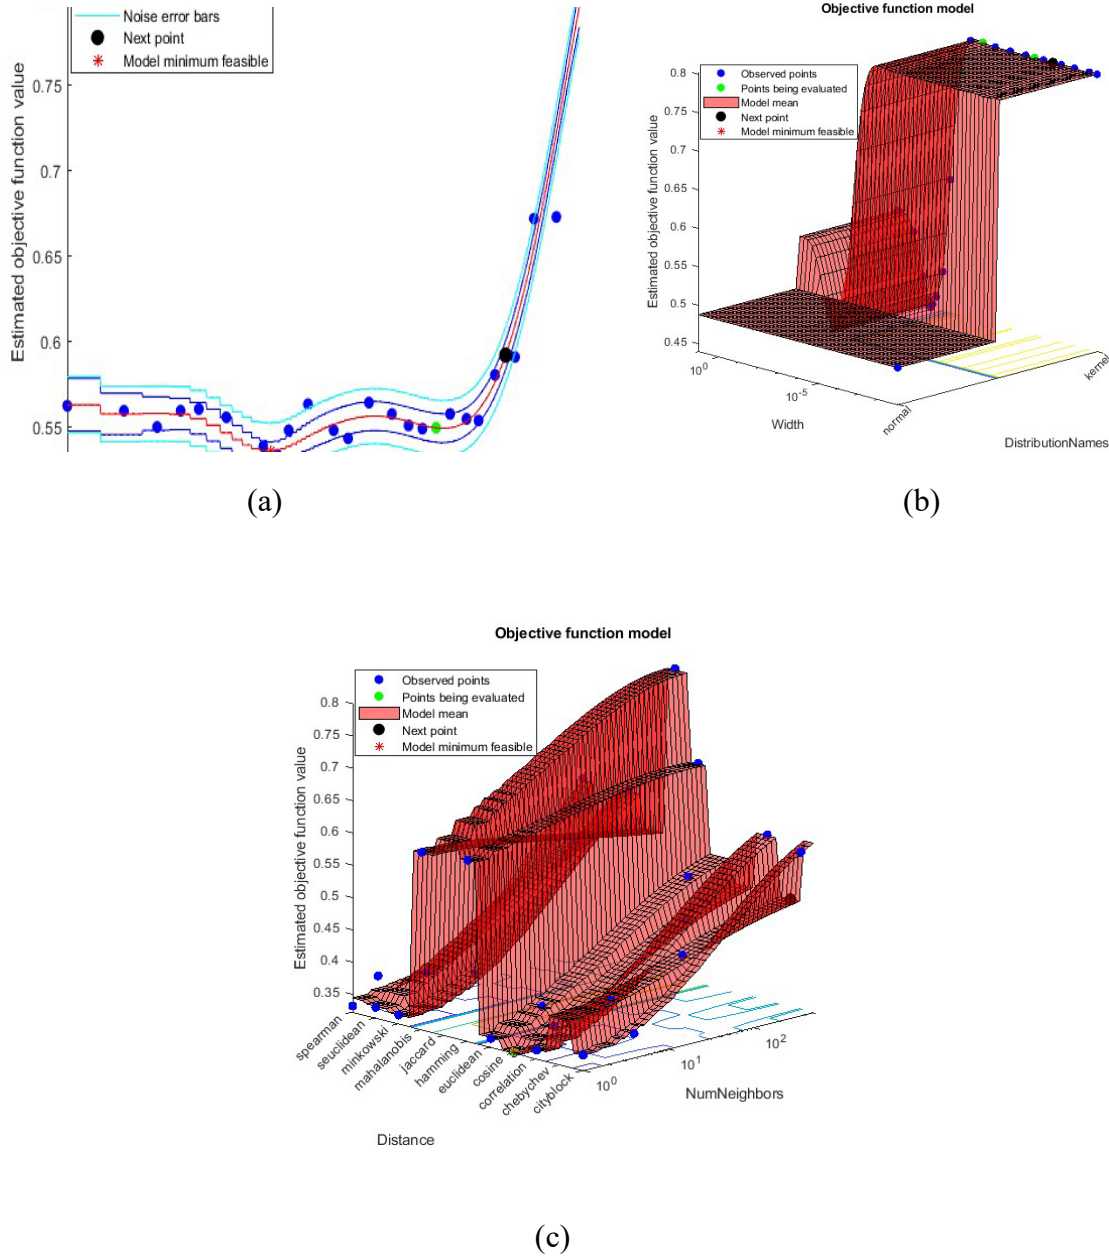 Noise error bars
Next point
Model minimum feasible
Estimated objective function value
0.75
0.7
0.65
0.6
0.55
(a)
Objective function model
Observed points
Points being evaluated
Model mean
Next point
Model minimum feasible
Estimated objective function value
0.8
0.75
0.7
0.65
0.6
0.55
0.5
0.45
10^0
10^-5
Width
normal
kernel
DistributionNames
(b)
Objective function model
Observed points
Points being evaluated
Model mean
Next point
Model minimum feasible
Estimated objective function value
0.8
0.75
0.7
0.65
0.6
0.55
0.5
0.45
0.4
0.35
spearman
seuclidean
minkowski
mahalanobis
jaccard
hamming
euclidean
cosine
correlation
chebychev
cityblock
Distance
10^0
10^1
10^2
NumNeighbors
(c)